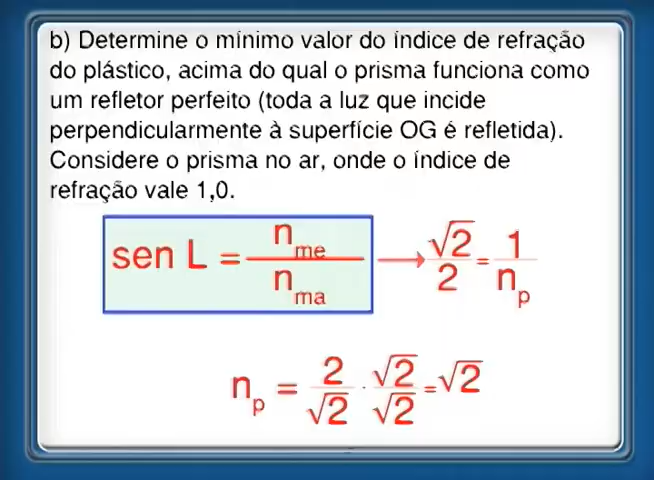 b) Determine o mínimo valor do índice de refração
do plástico, acima do qual o prisma funciona como
um refletor perfeito (toda a luz que incide
perpendicularmente à superfície OG é refletida).
Considere o prisma no ar, onde o índice de
refração vale 1,0.
sen L = n_me / n_ma → √2 / 2 = 1 / n_p
n_p = 2 / √2 · √2 / √2 = √2